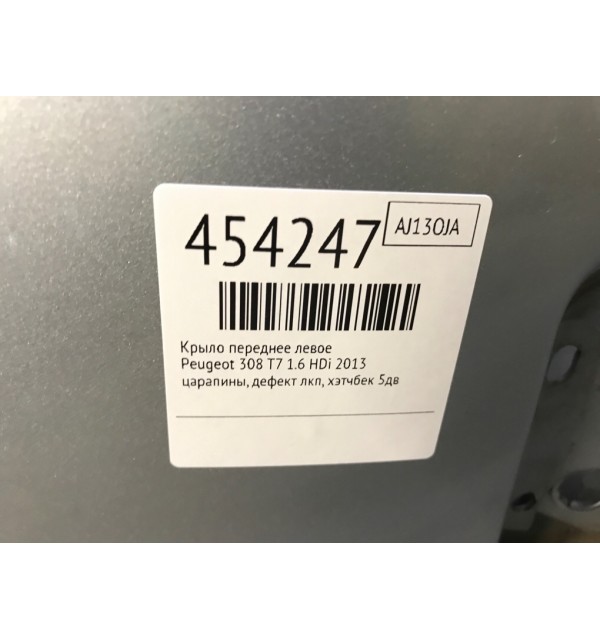 454247
AJ13OJA
Крыло переднее левое
Peugeot 308 T7 1.6 HDi 2013
царапины, дефект лкп, хэтчбек 5дв